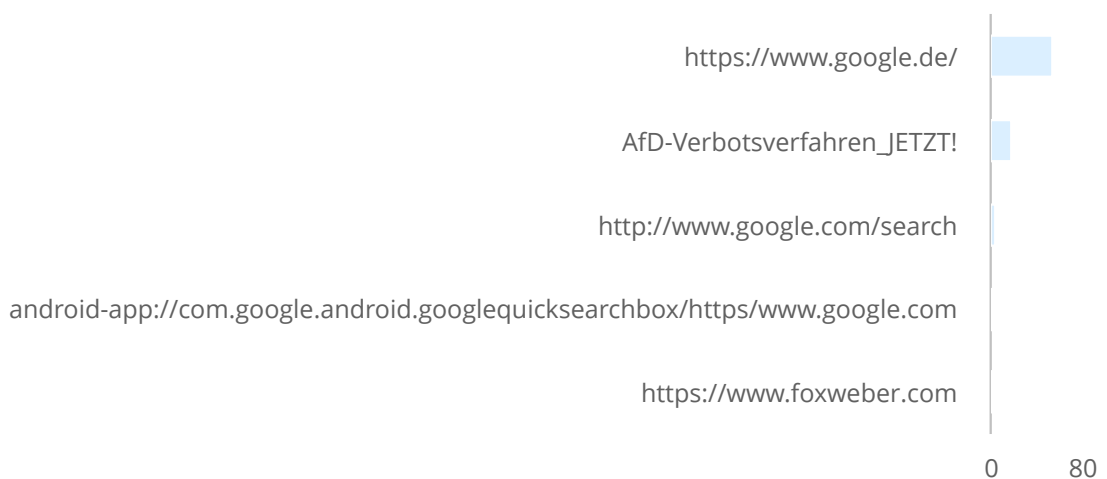 https://www.google.de/
AfD-Verbotsverfahren_JETZT!
http://www.google.com/search
android-app://com.google.android.googlequicksearchbox/https/www.google.com
https://www.foxweber.com
0 80